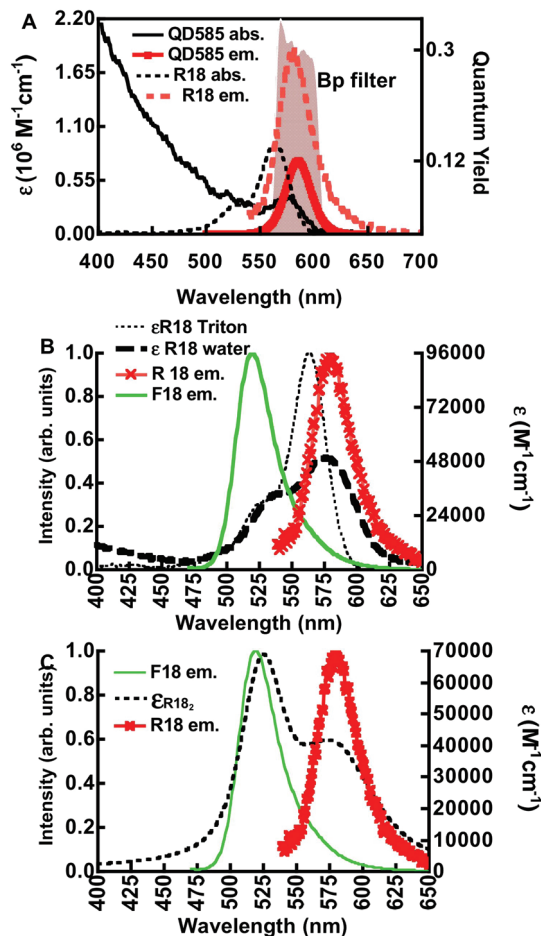 A
QD585 abs.
QD585 em.
R18 abs.
R18 em.
Bp filter
2.20
1.65
1.10
0.55
0.00
0.3
0.12
ε (10⁶ M⁻¹cm⁻¹)
Quantum Yield
400 450 500 550 600 650 700
Wavelength (nm)
B
εR18 Triton
ε R18 water
R 18 em.
F18 em.
1.0
0.8
0.6
0.4
0.2
0.0
96000
72000
48000
24000
0
Intensity (arb. units)
ε (M⁻¹cm⁻¹)
400 425 450 475 500 525 550 575 600 625 650
Wavelength (nm)
C
F18 em.
εR18₂
R18 em.
1.0
0.8
0.6
0.4
0.2
0.0
70000
60000
50000
40000
30000
20000
10000
0
Intensity (arb. units)
ε (M⁻¹cm⁻¹)
400 425 450 475 500 525 550 575 600 625 650
Wavelength (nm)